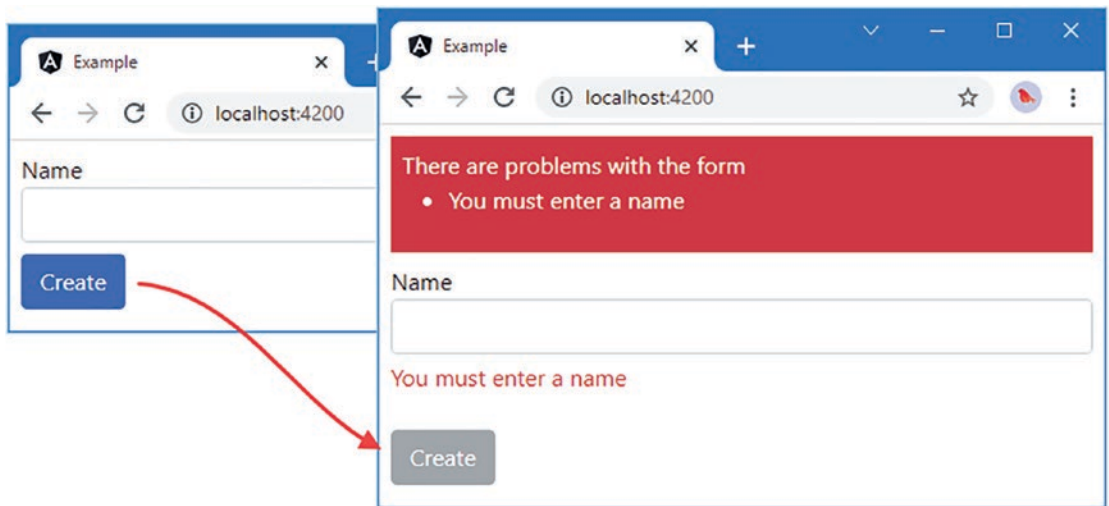 Example
localhost:4200
Name
Create
Example
localhost:4200
There are problems with the form
• You must enter a name
Name
You must enter a name
Create